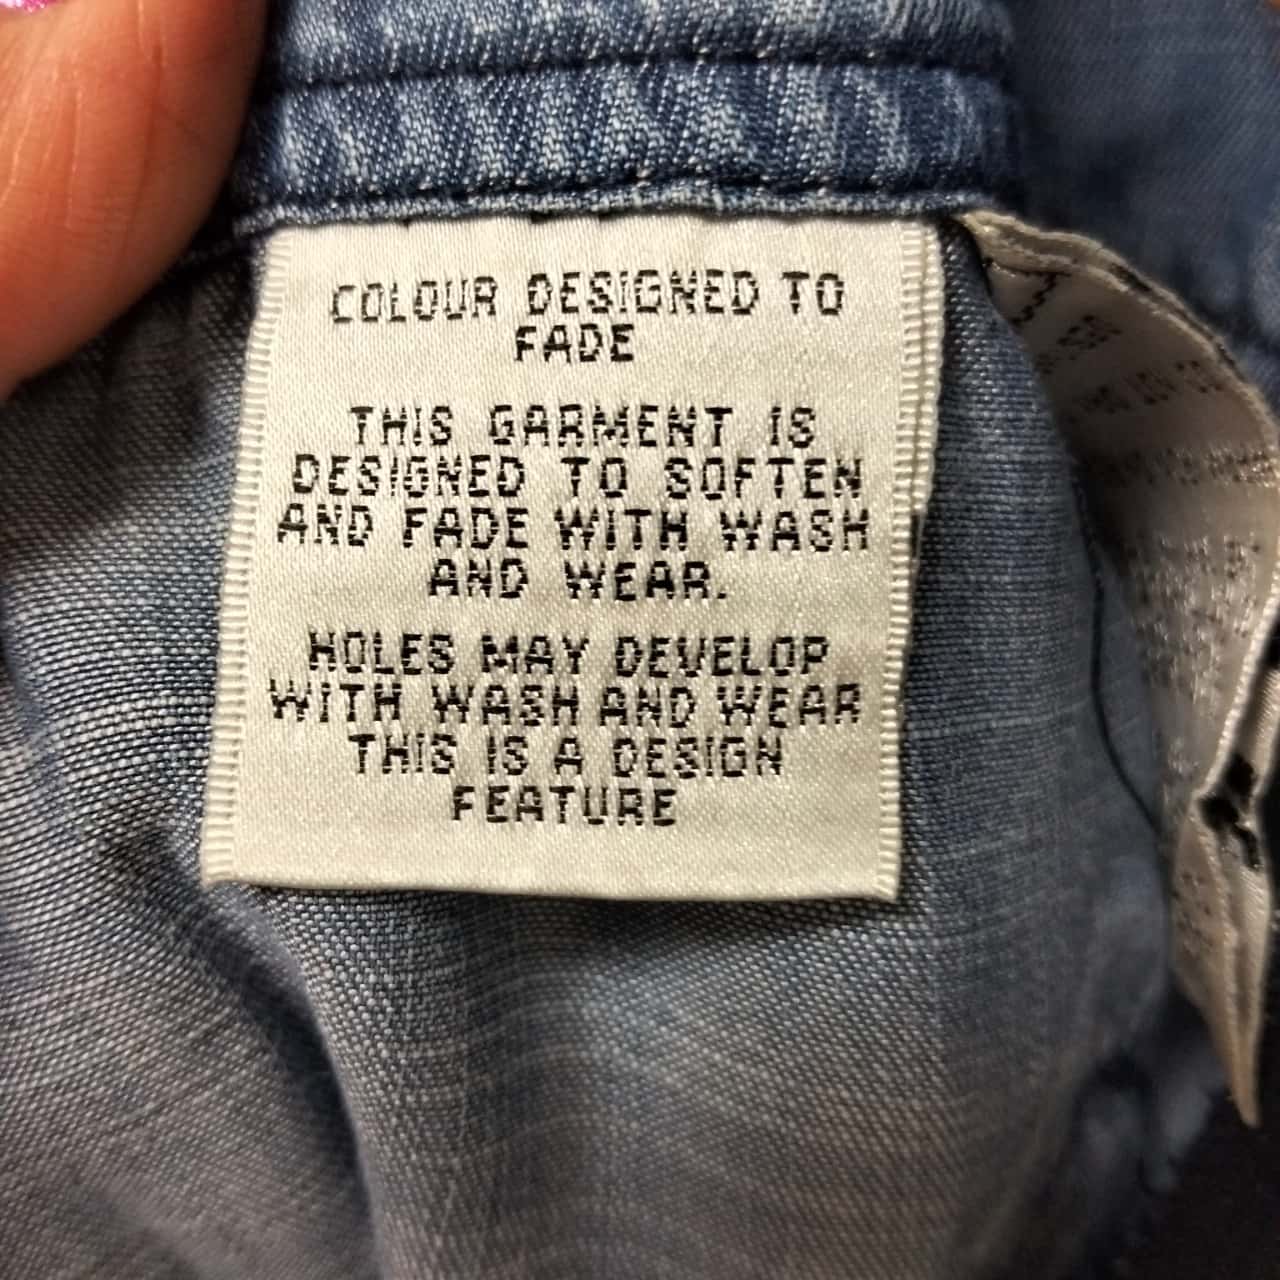 COLOUR DESIGNED TO
FADE
THIS GARMENT IS
DESIGNED TO SOFTEN
AND FADE WITH WASH
AND WEAR.
HOLES MAY DEVELOP
WITH WASH AND WEAR
THIS IS A DESIGN
FEATURE